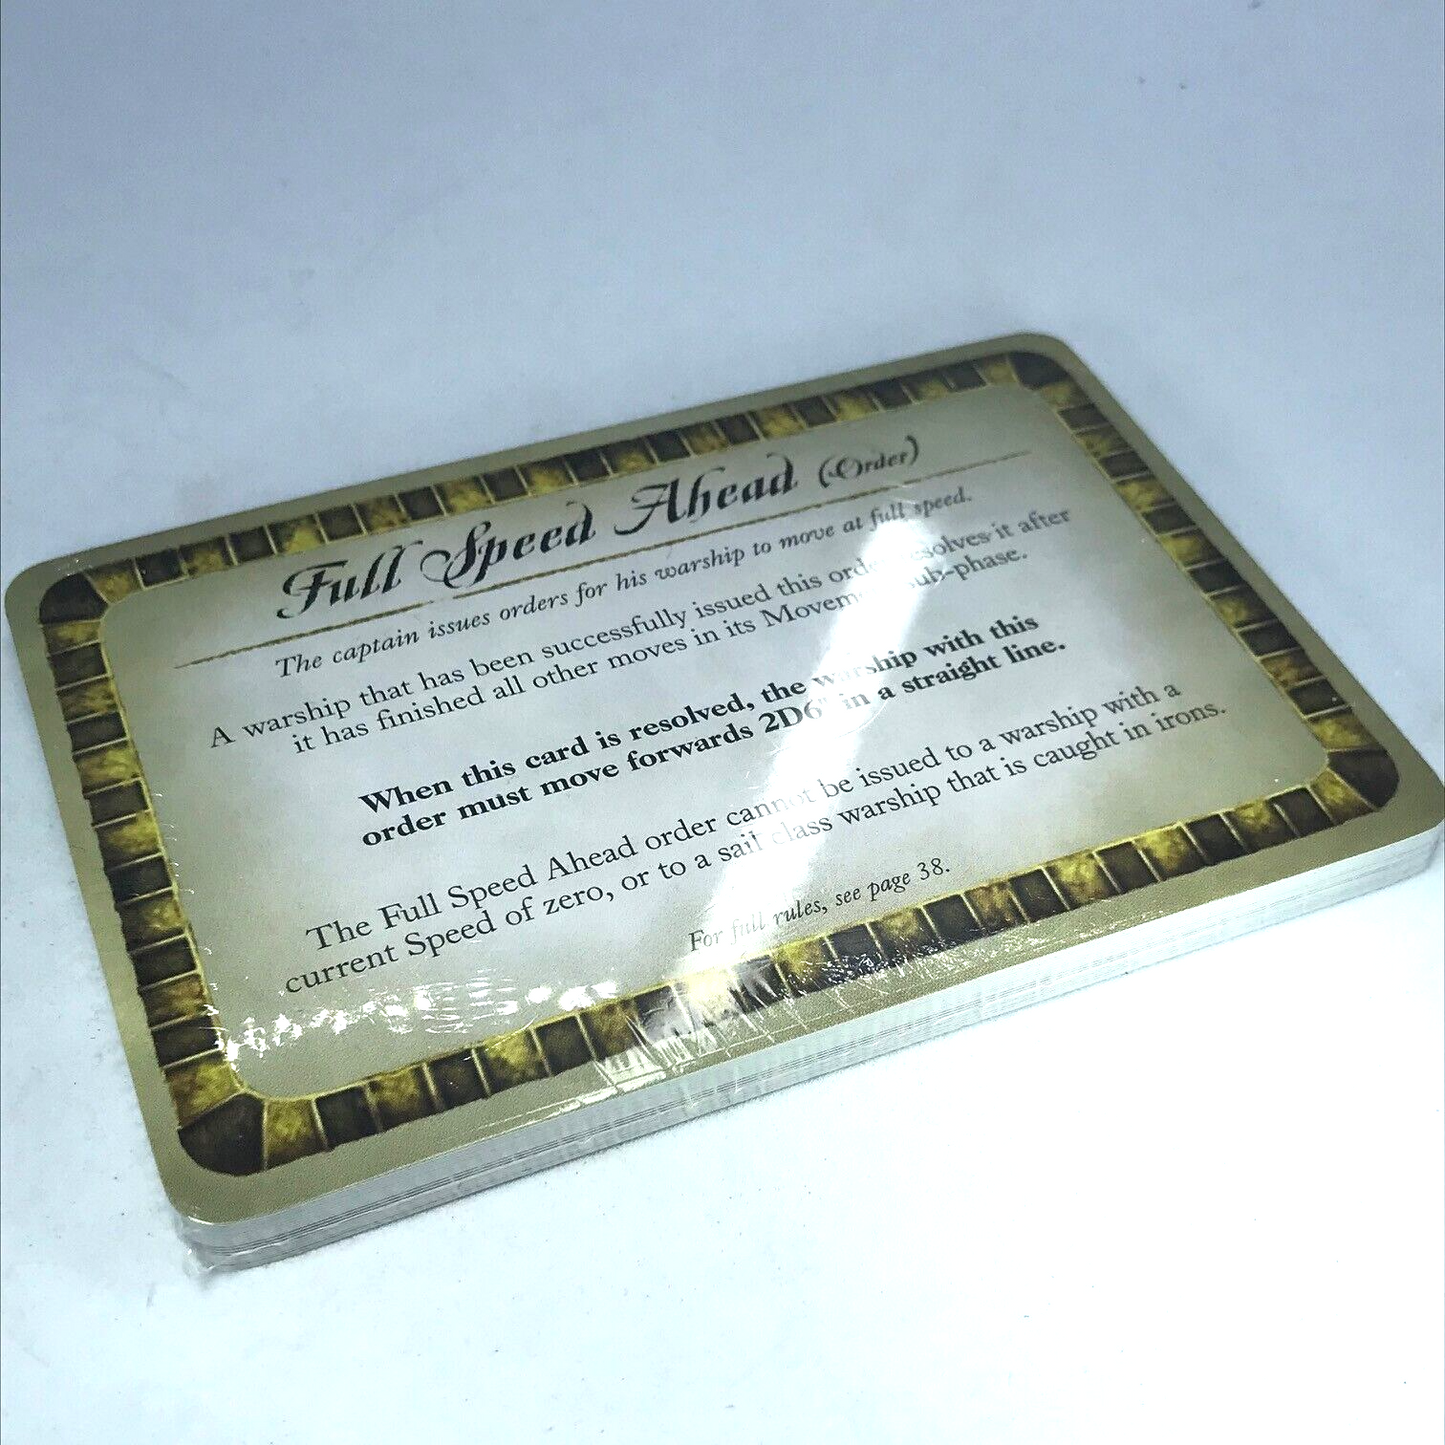 Full Speed Ahead (Order)
The captain issues orders for his warship to move at full speed.
A warship that has been successfully issued this order resolves it after
it has finished all other moves in its Movement sub-phase.
When this card is resolved, the warship with this
order must move forwards 2D6" in a straight line.
The Full Speed Ahead order cannot be issued to a warship with a
current Speed of zero, or to a sail class warship that is caught in irons.
For full rules, see page 38.